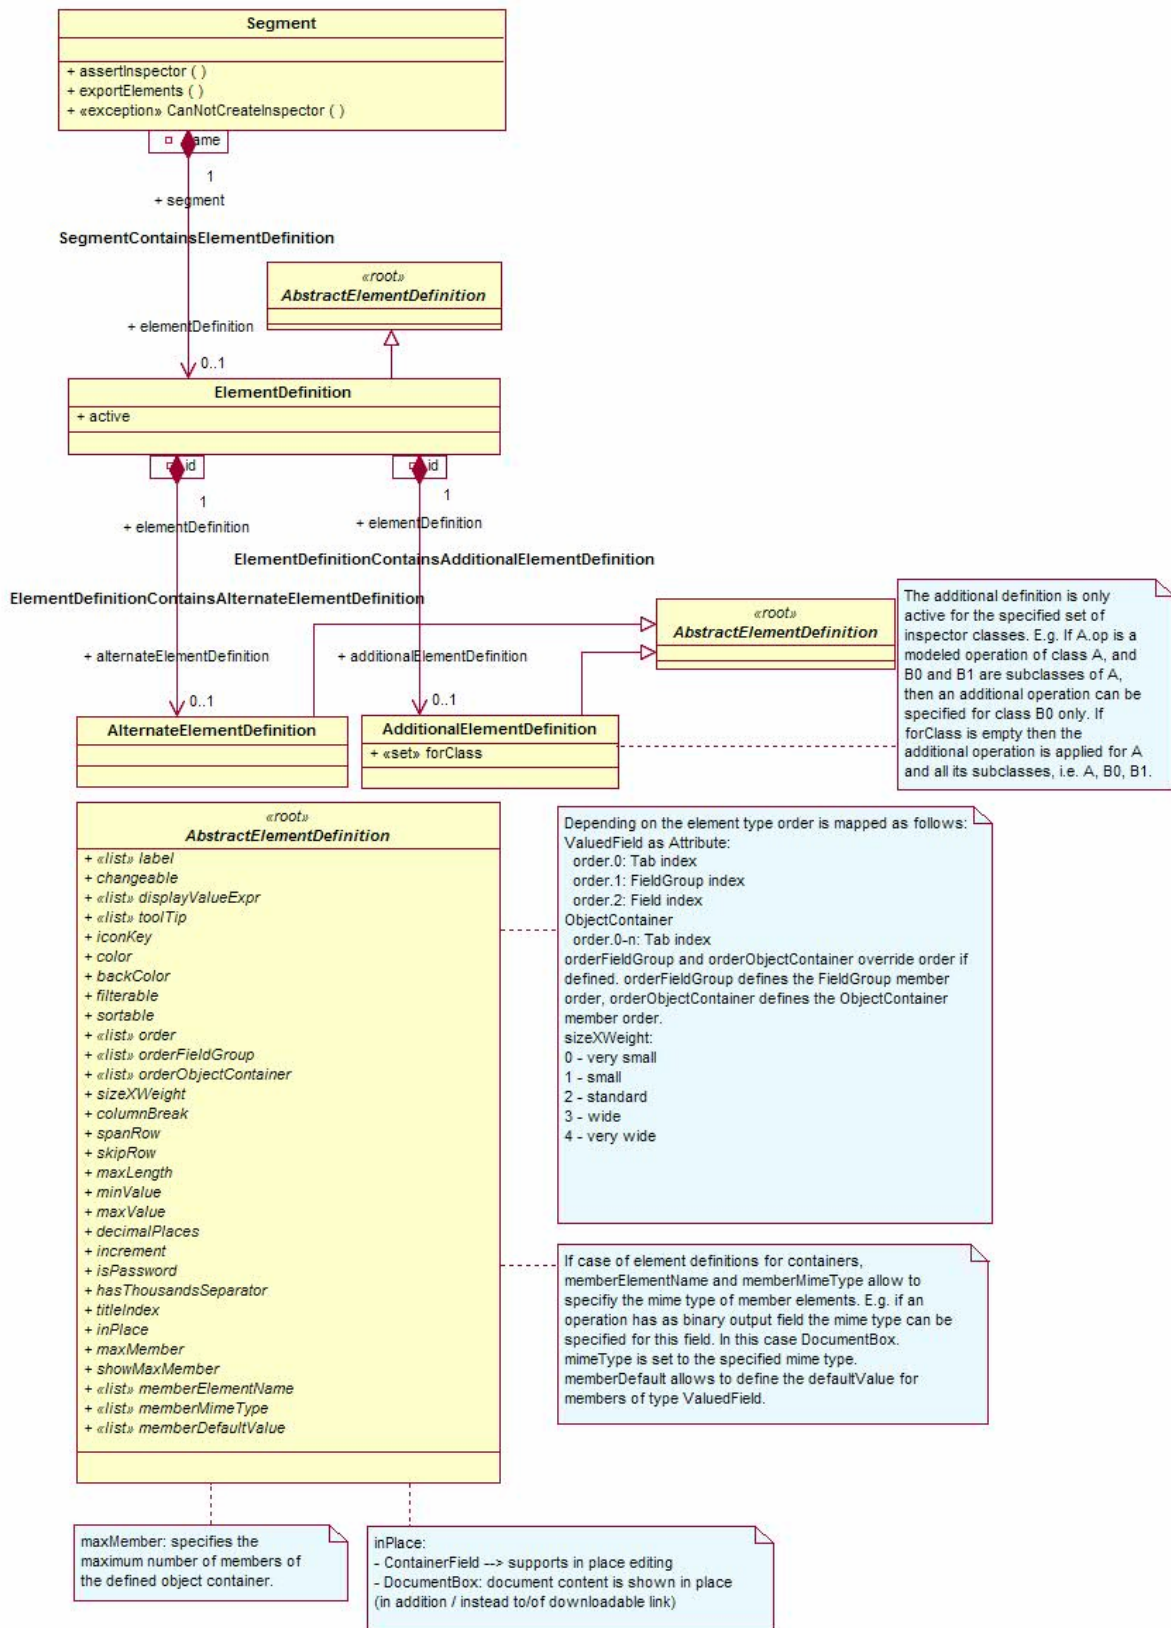 Segment
+ assertInspector ( )
+ exportElements ( )
+ «exception» CanNotCreateInspector ( )
1
+ segment
SegmentContainsElementDefinition
«root»
AbstractElementDefinition
+ elementDefinition
0..1
ElementDefinition
+ active
id
id
1
1
+ elementDefinition
+ elementDefinition
ElementDefinitionContainsAdditionalElementDefinition
ElementDefinitionContainsAlternateElementDefinition
«root»
AbstractElementDefinition
+ alternateElementDefinition
+ additionalElementDefinition
0..1
0..1
AlternateElementDefinition
AdditionalElementDefinition
+ «set» forClass
The additional definition is only
active for the specified set of
inspector classes. E.g. If A.op is a
modeled operation of class A, and
B0 and B1 are subclasses of A,
then an additional operation can be
specified for class B0 only. If
forClass is empty then the
additional operation is applied for A
and all its subclasses, i.e. A, B0, B1.
«root»
AbstractElementDefinition
+ «list» label
+ changeable
+ «list» displayValueExpr
+ «list» toolTip
+ iconKey
+ color
+ backColor
+ filterable
+ sortable
+ «list» order
+ «list» orderFieldGroup
+ «list» orderObjectContainer
+ sizeXWeight
+ columnBreak
+ spanRow
+ skipRow
+ maxLength
+ minValue
+ maxValue
+ decimalPlaces
+ increment
+ isPassword
+ hasThousandsSeparator
+ titleIndex
+ inPlace
+ maxMember
+ showMaxMember
+ «list» memberElementName
+ «list» memberMimeType
+ «list» memberDefaultValue
Depending on the element type order is mapped as follows:
ValuedField as Attribute:
order.0: Tab index
order.1: FieldGroup index
order.2: Field index
ObjectContainer
order.0-n: Tab index
orderFieldGroup and orderObjectContainer override order if
defined. orderFieldGroup defines the FieldGroup member
order, orderObjectContainer defines the ObjectContainer
member order.
sizeXWeight:
0 - very small
1 - small
2 - standard
3 - wide
4 - very wide
If case of element definitions for containers,
memberElementName and memberMimeType allow to
specifiy the mime type of member elements. E.g. if an
operation has as binary output field the mime type can be
specified for this field. In this case DocumentBox.
mimeType is set to the specified mime type.
memberDefault allows to define the defaultValue for
members of type ValuedField.
maxMember: specifies the
maximum number of members of
the defined object container.
inPlace:
- ContainerField --> supports in place editing
- DocumentBox: document content is shown in place
(in addition / instead to/of downloadable link)